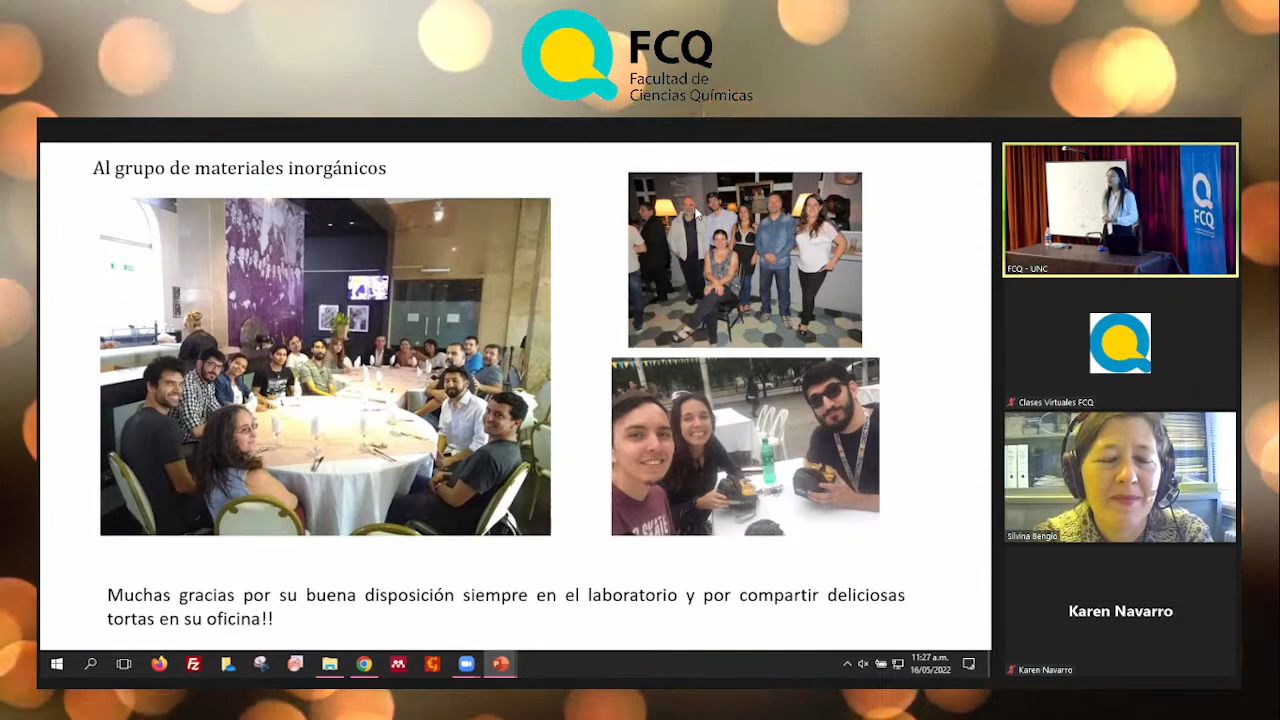 FCQ
Facultad de
Ciencias Químicas
Al grupo de materiales inorgánicos
Muchas gracias por su buena disposición siempre en el laboratorio y por compartir deliciosas
tortas en su oficina!!
FCQ
FCQ - UNC
Clases Virtuales FCQ
Silvina Bengio
Karen Navarro
Karen Navarro
11:27 a.m.
16/05/2022